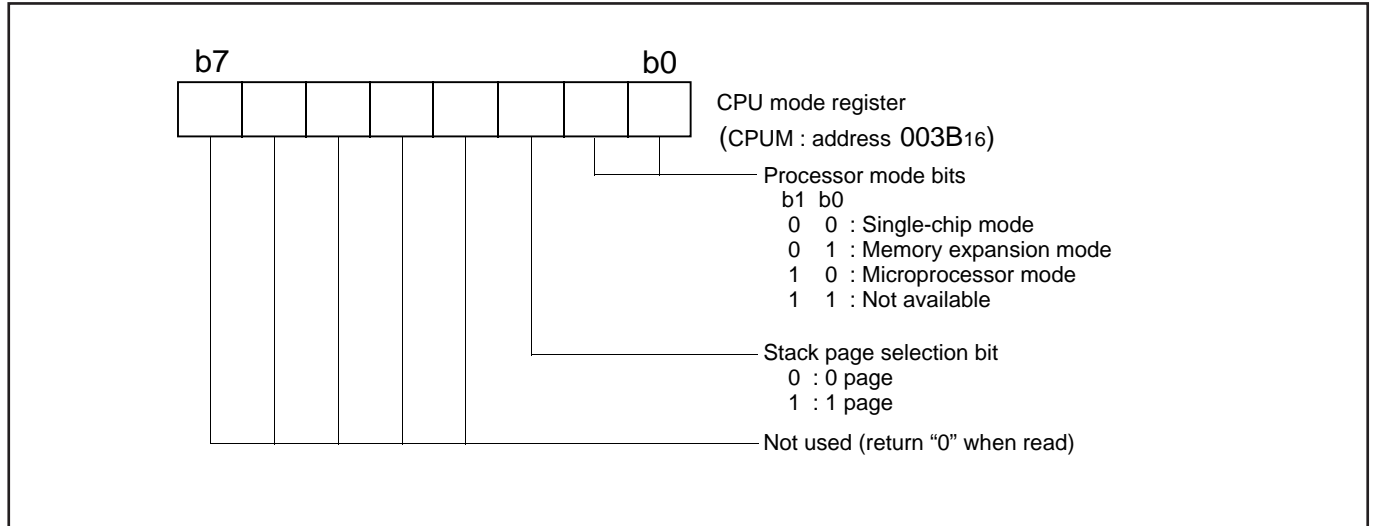 b7 b0
CPU mode register
(CPUM : address 003B16)
Processor mode bits
b1 b0
0 0 : Single-chip mode
0 1 : Memory expansion mode
1 0 : Microprocessor mode
1 1 : Not available
Stack page selection bit
0 : 0 page
1 : 1 page
Not used (return “0” when read)